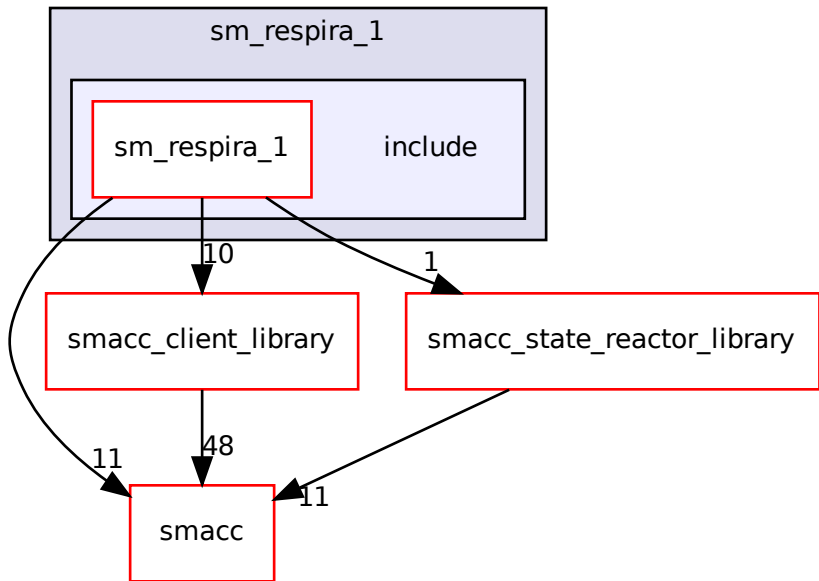 sm_respira_1
sm_respira_1
include
10
1
smacc_client_library
smacc_state_reactor_library
48
11
11
smacc